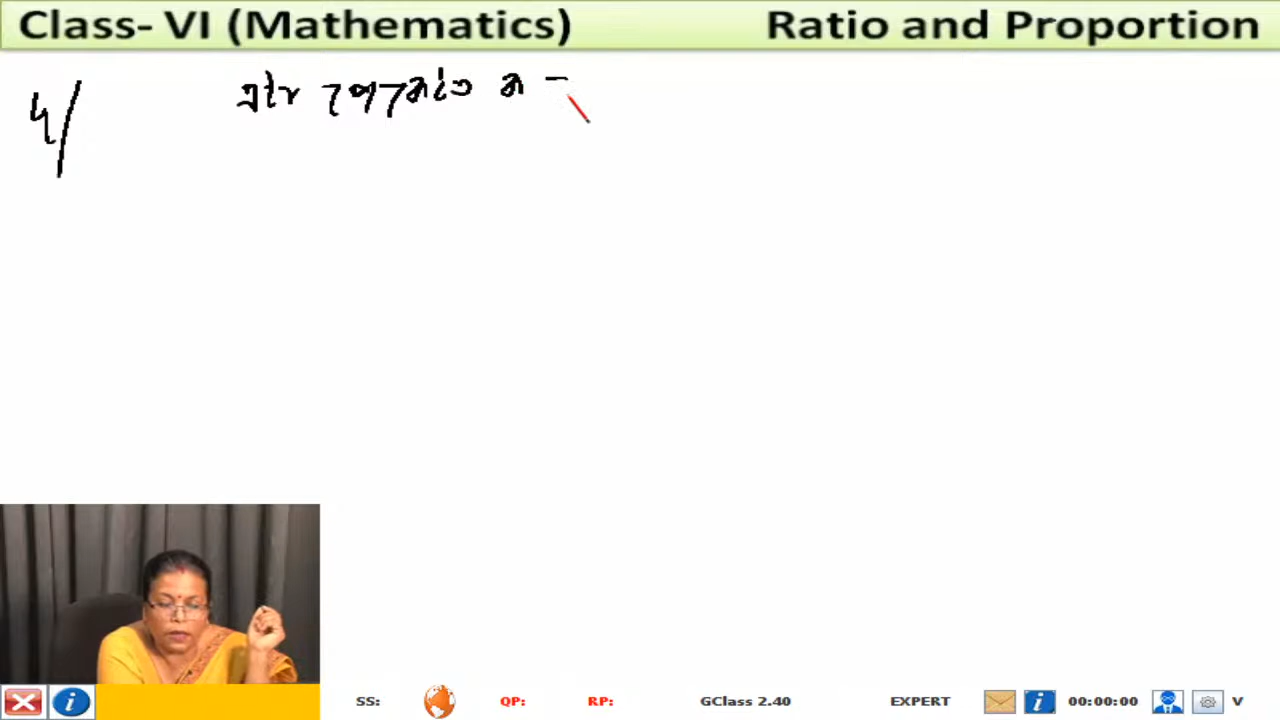 Class- VI (Mathematics) Ratio and Proportion
SS: QP: RP: GClass 2.40 EXPERT 00:00:00 V